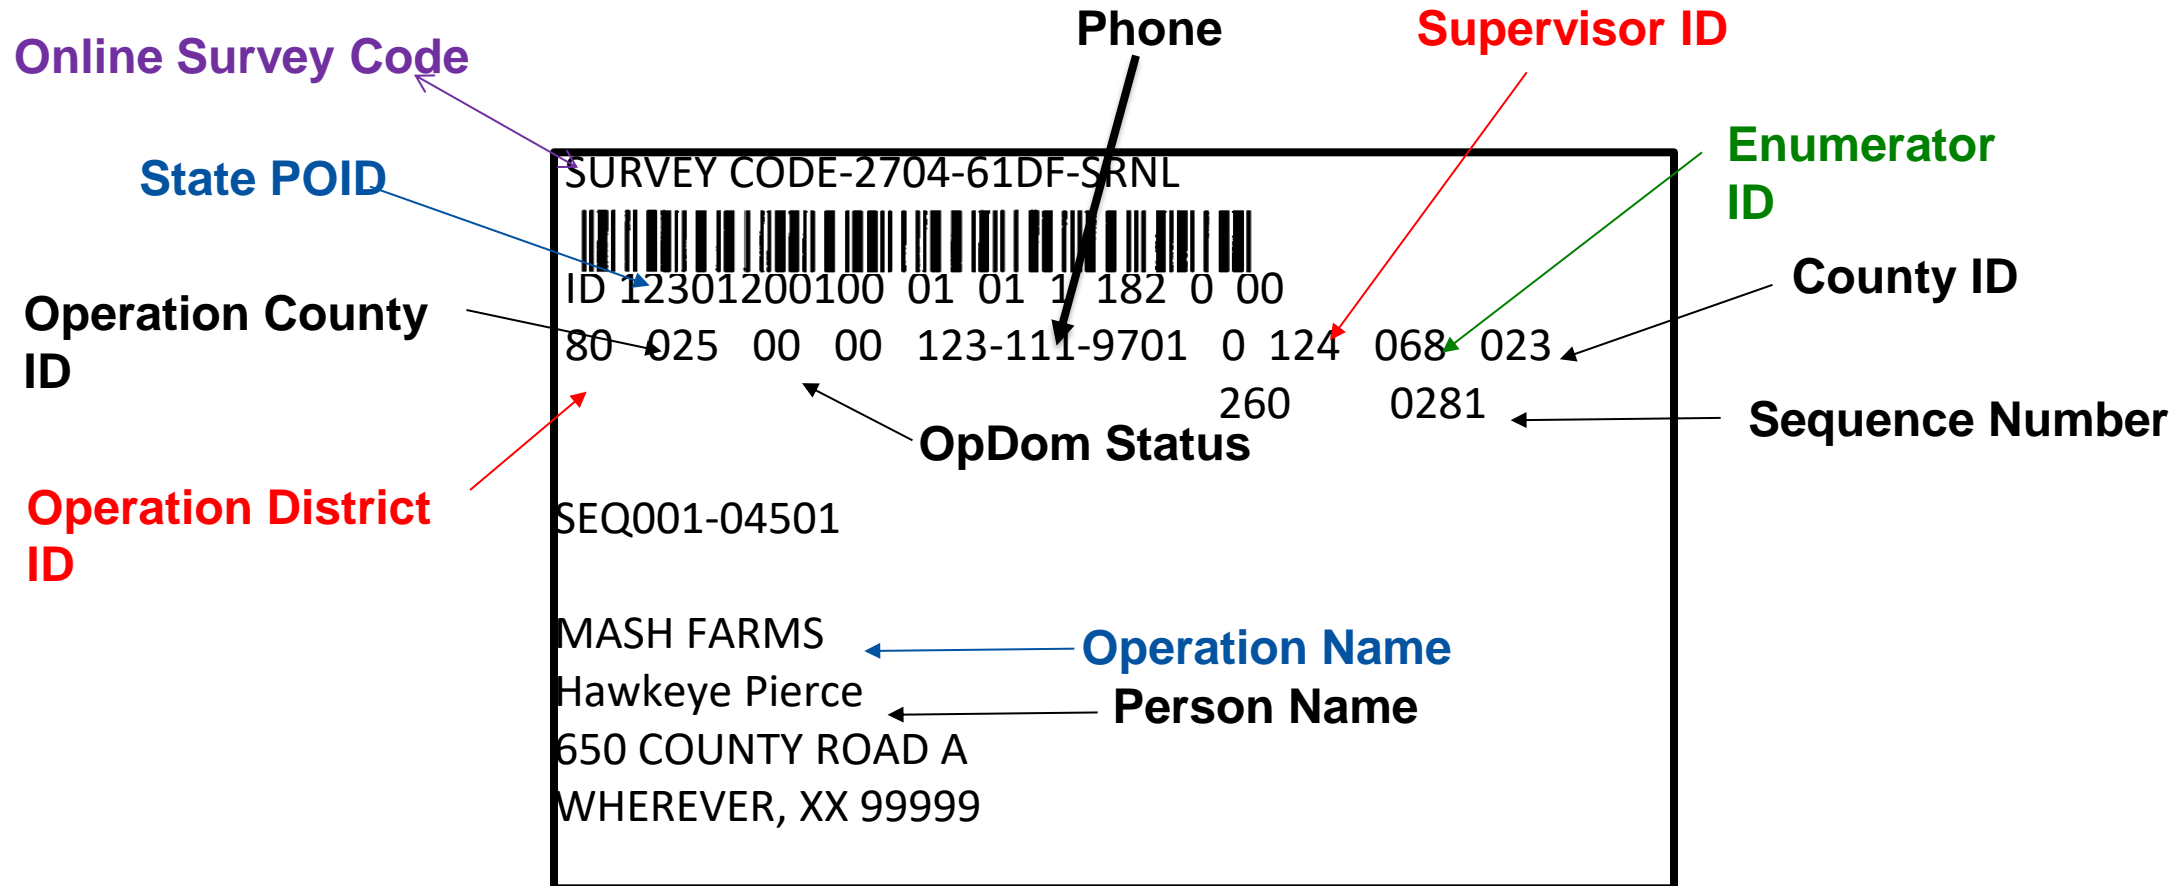 Phone
Supervisor ID
Online Survey Code
Enumerator
ID
State POID
SURVEY CODE-2704-61DF-SRNL
County ID
ID 12301200100 01 01 1 182 0 00
Operation County
ID
80 025 00 00 123-111-9701 0 124 068 023
260 0281
Sequence Number
OpDom Status
Operation District
ID
SEQ001-04501
MASH FARMS
Operation Name
Hawkeye Pierce
Person Name
650 COUNTY ROAD A
WHEREVER, XX 99999